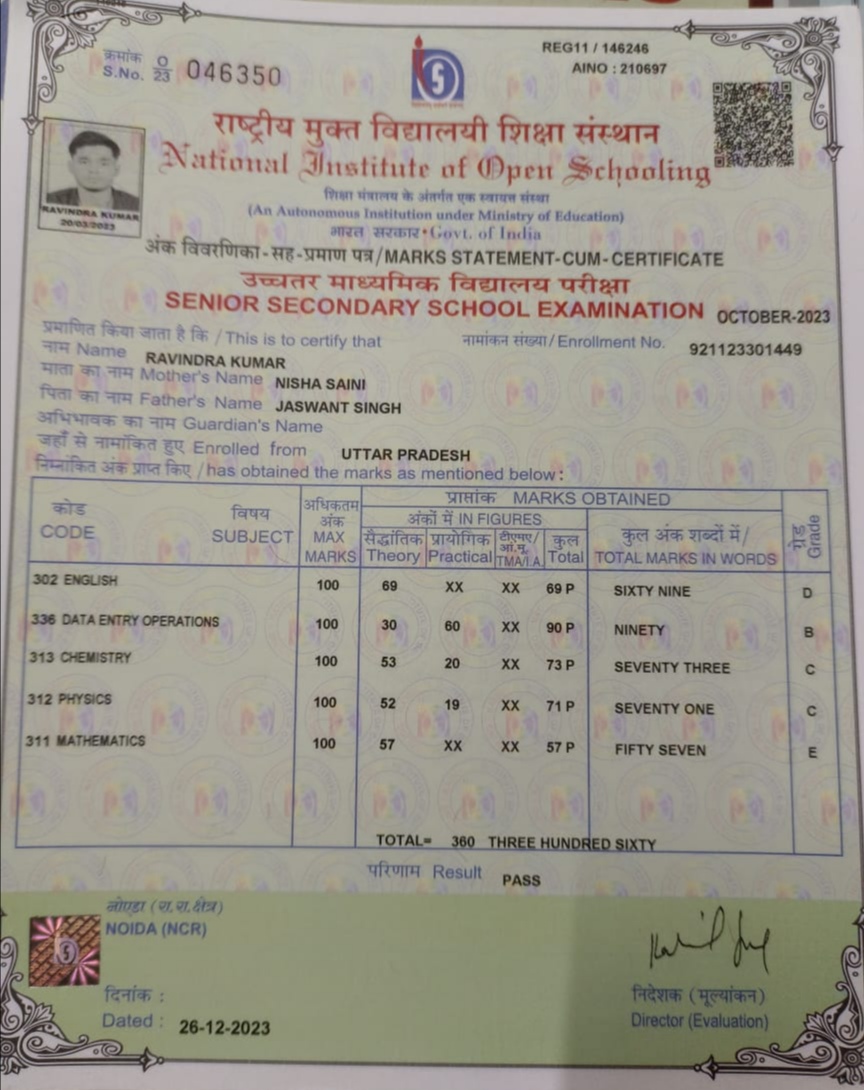 क्रमांक
S.No. O/23 046350
REG11 / 146246
AINO : 210697
राष्ट्रीय मुक्त विद्यालयी शिक्षा संस्थान
National Institute of Open Schooling
शिक्षा मंत्रालय के अंतर्गत एक स्वायत्त संस्था
(An Autonomous Institution under Ministry of Education)
भारत सरकार • Govt. of India
RAVINDRA KUMAR
20/03/2023
अंक विवरणिका-सह-प्रमाण पत्र/MARKS STATEMENT-CUM-CERTIFICATE
उच्चतर माध्यमिक विद्यालय परीक्षा
SENIOR SECONDARY SCHOOL EXAMINATION OCTOBER-2023
प्रमाणित किया जाता है कि / This is to certify that
नामांकन संख्या/ Enrollment No. 921123301449
नाम Name RAVINDRA KUMAR
माता का नाम Mother's Name NISHA SAINI
पिता का नाम Father's Name JASWANT SINGH
अभिभावक का नाम Guardian's Name
जहाँ से नामांकित हुए Enrolled from UTTAR PRADESH
निम्नांकित अंक प्राप्त किए / has obtained the marks as mentioned below :
कोड
CODE
विषय
SUBJECT
अधिकतम
अंक
MAX
MARKS
प्राप्तांक MARKS OBTAINED
अंकों में IN FIGURES
सैद्धांतिक
Theory
प्रायोगिक
Practical
टीएमए/
आं.मू.
TMA/I.A.
कुल
Total
कुल अंक शब्दों में/
TOTAL MARKS IN WORDS
ग्रेड
Grade
302 ENGLISH 100 69 XX XX 69 P SIXTY NINE D
336 DATA ENTRY OPERATIONS 100 30 60 XX 90 P NINETY B
313 CHEMISTRY 100 53 20 XX 73 P SEVENTY THREE C
312 PHYSICS 100 52 19 XX 71 P SEVENTY ONE C
311 MATHEMATICS 100 57 XX XX 57 P FIFTY SEVEN E
TOTAL= 360 THREE HUNDRED SIXTY
परिणाम Result PASS
नोएडा (रा.रा.क्षेत्र)
NOIDA (NCR)
दिनांक :
Dated : 26-12-2023
निदेशक (मूल्यांकन)
Director (Evaluation)